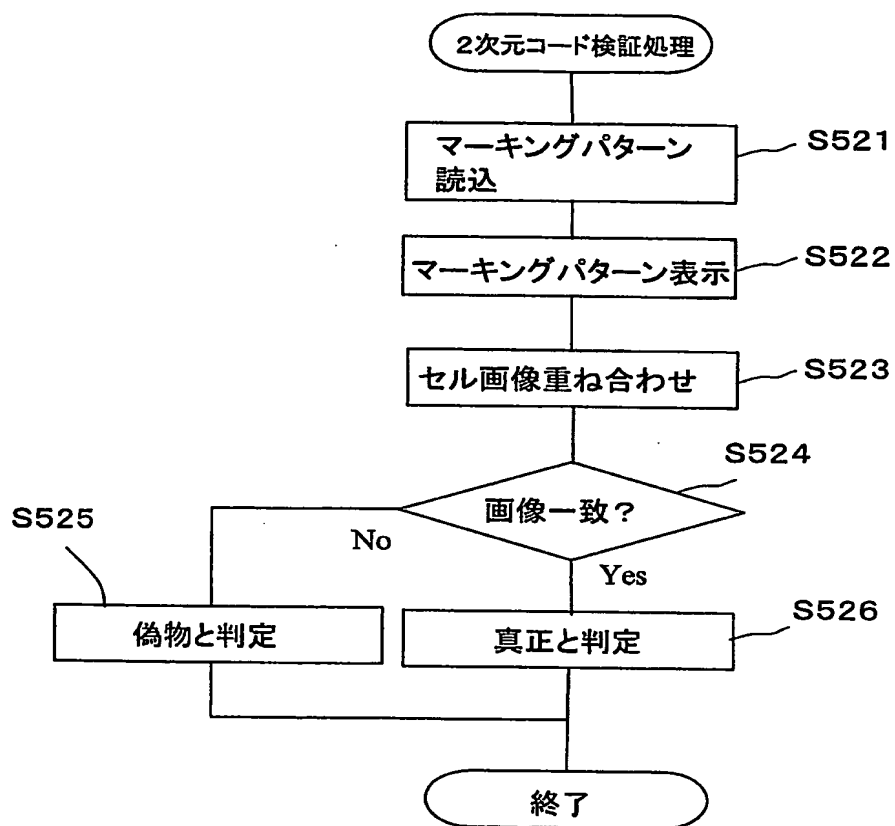 2次元コード検証処理
マーキングパターン
読込
S521
マーキングパターン表示
S522
セル画像重ね合わせ
S523
画像一致?
S524
No
Yes
S525
偽物と判定
真正と判定
S526
終了